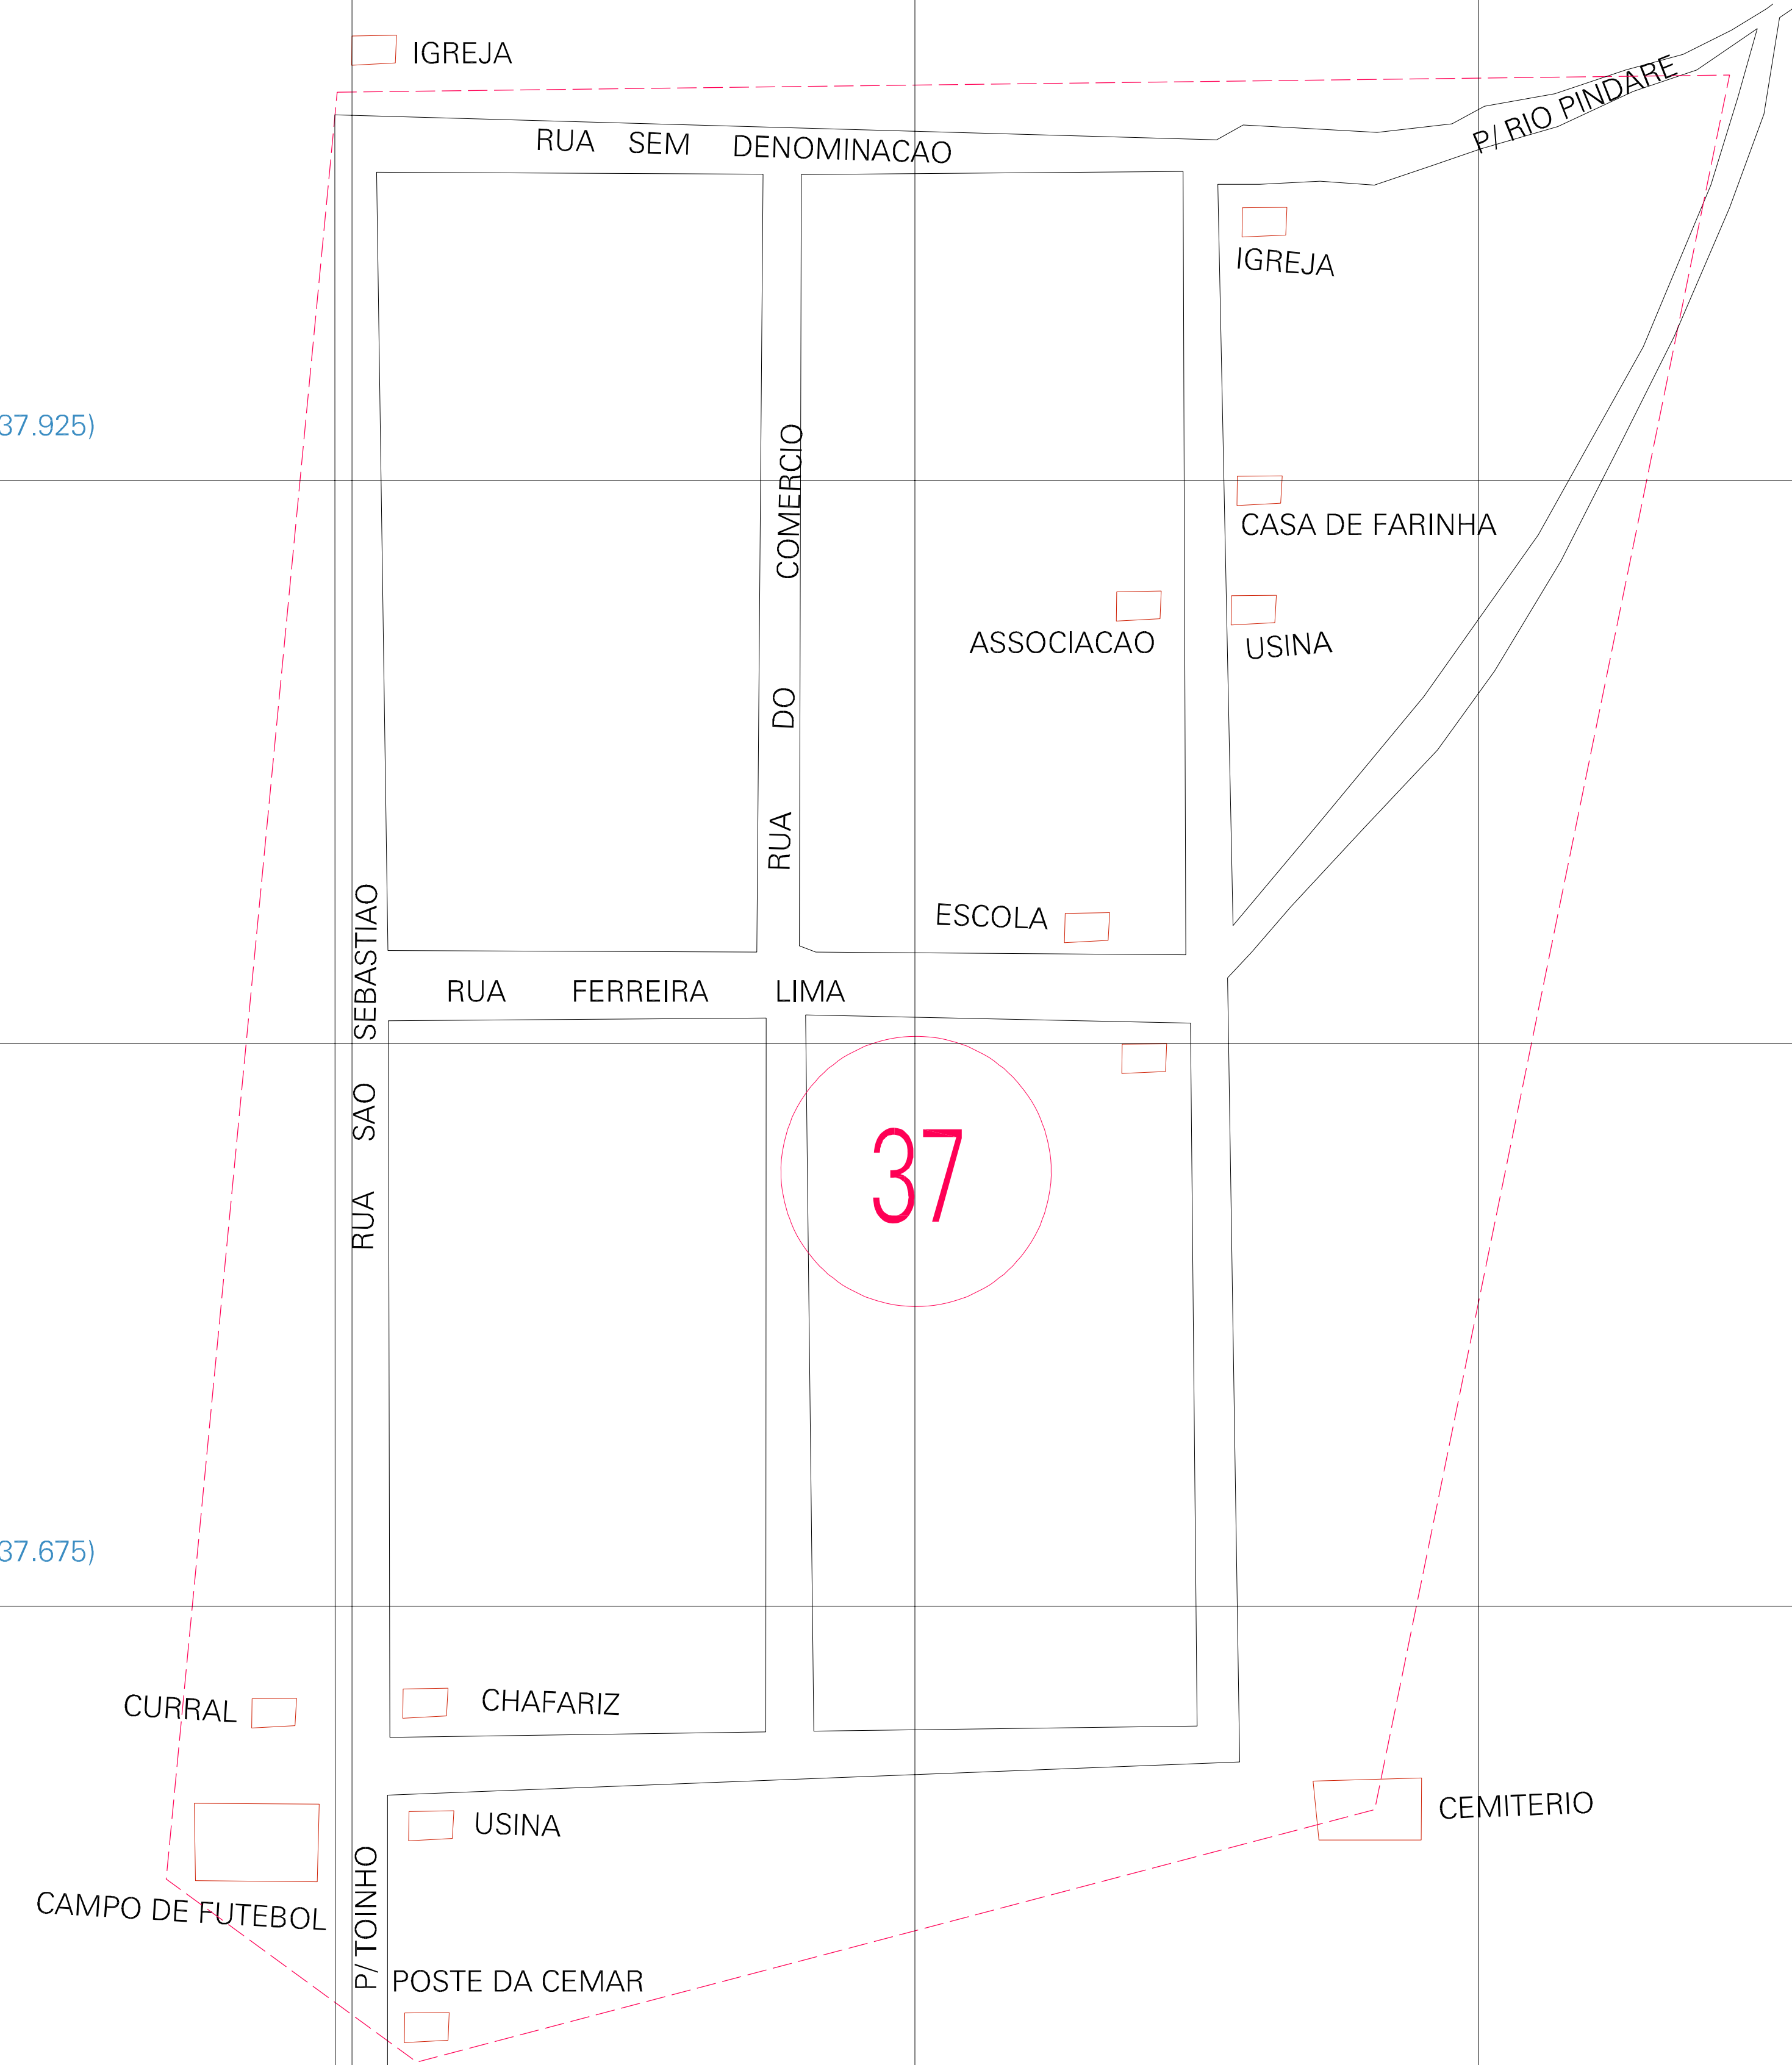 IGREJA
P/ RIO PINDARE
RUA SEM DENOMINACAO
IGREJA
37.925)
RUA DO COMERCIO
CASA DE FARINHA
ASSOCIACAO
USINA
ESCOLA
RUA SAO SEBASTIAO
RUA FERREIRA LIMA
37
37.675)
CURRAL
CHAFARIZ
CEMITERIO
USINA
CAMPO DE FUTEBOL
P/ TOINHO
POSTE DA CEMAR